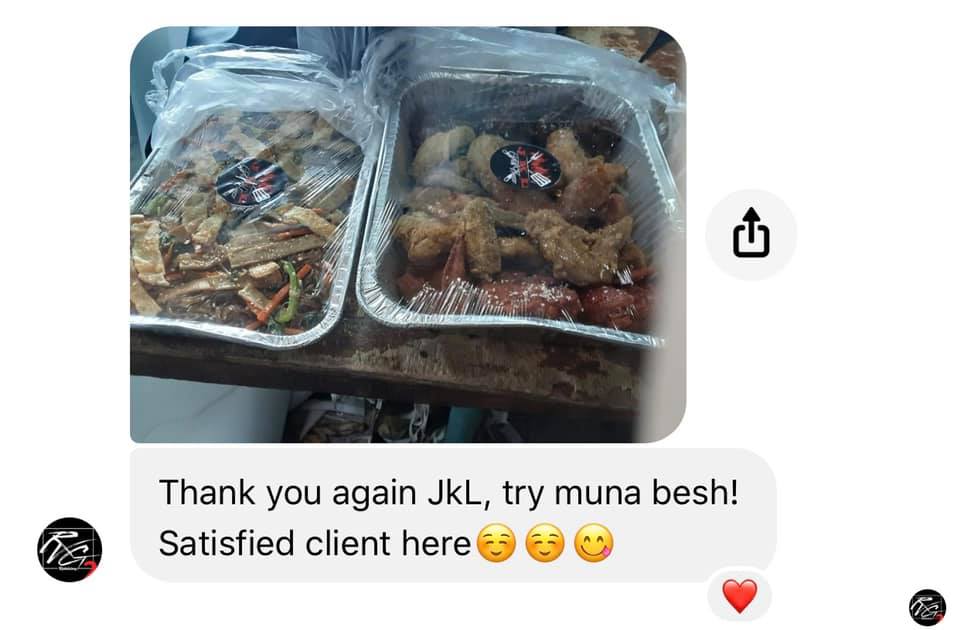 Thank you again JkL, try muna besh!
Satisfied client here☺️☺️😋